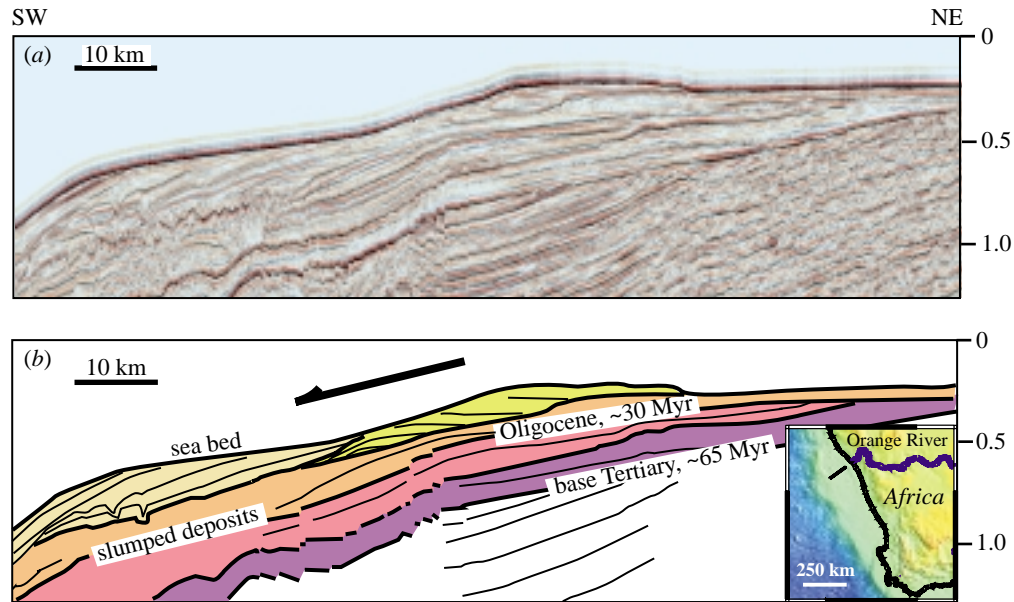 SW
NE
(a)
10 km
0
0.5
1.0
(b)
10 km
0
sea bed
Oligocene, ~30 Myr
base Tertiary, ~65 Myr
slumped deposits
0.5
1.0
Orange River
Africa
250 km